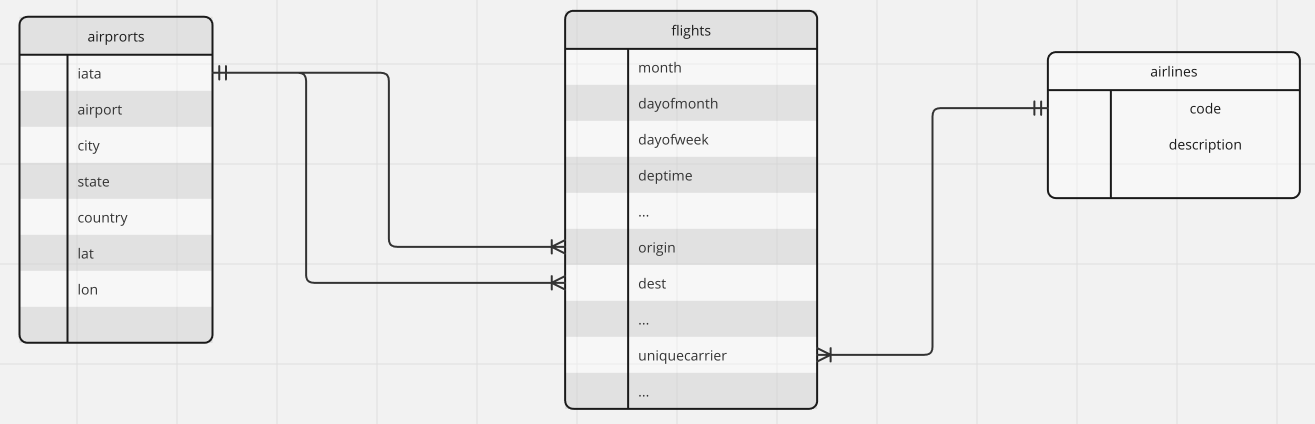 airprorts
iata
airport
city
state
country
lat
lon
flights
month
dayofmonth
dayofweek
deptime
...
origin
dest
...
uniquecarrier
...
airlines
code
description